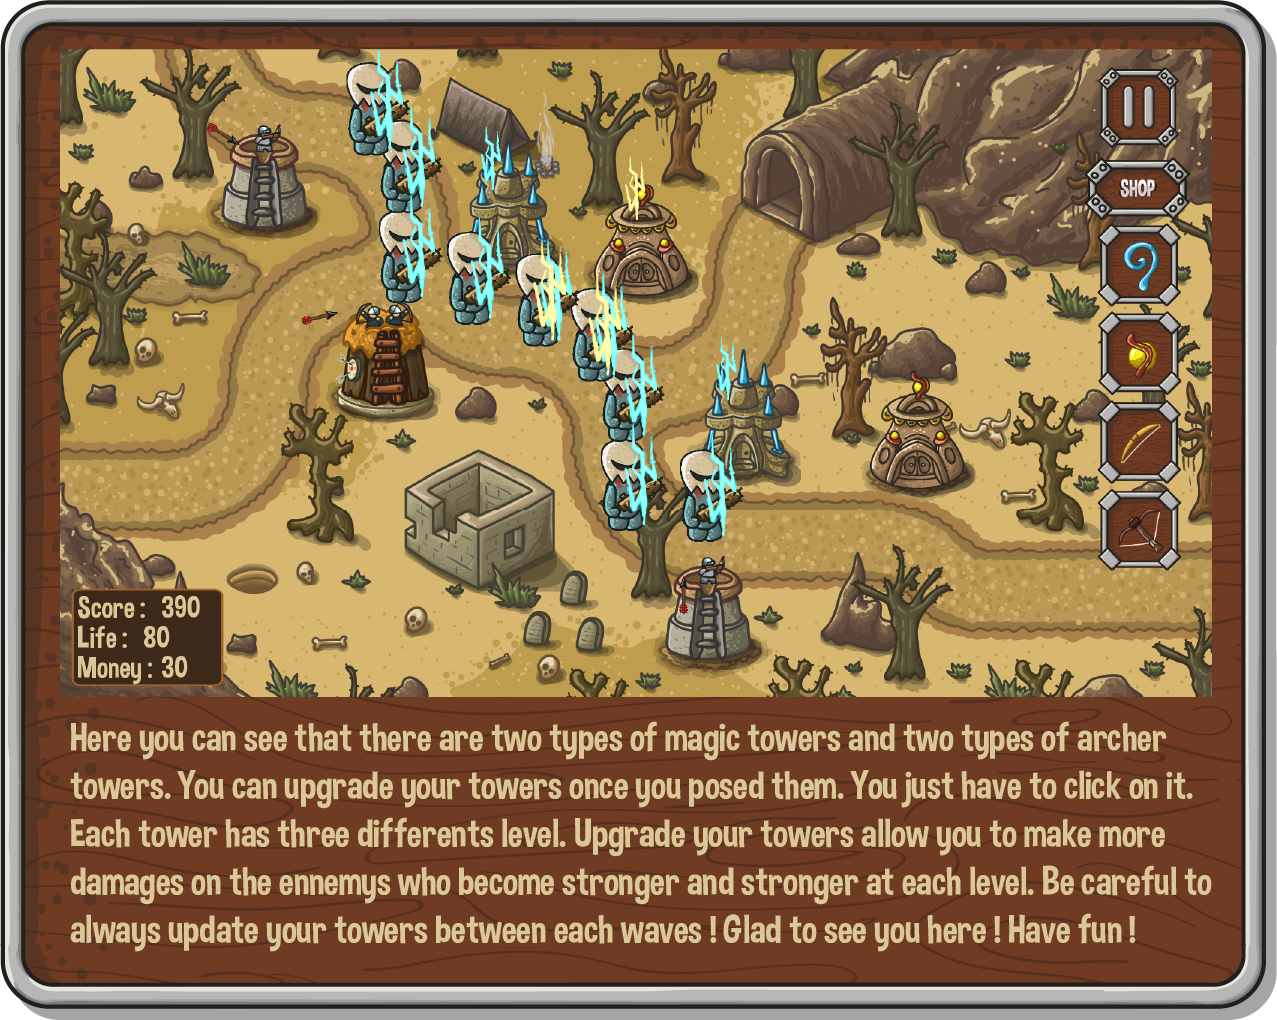 SHOP
Score: 390
Life: 80
Money: 30
Here you can see that there are two types of magic towers and two types of archer
towers. You can upgrade your towers once you posed them. You just have to click on it.
Each tower has three differents level. Upgrade your towers allow you to make more
damages on the ennemys who become stronger and stronger at each level. Be careful to
always update your towers between each waves ! Glad to see you here ! Have fun !